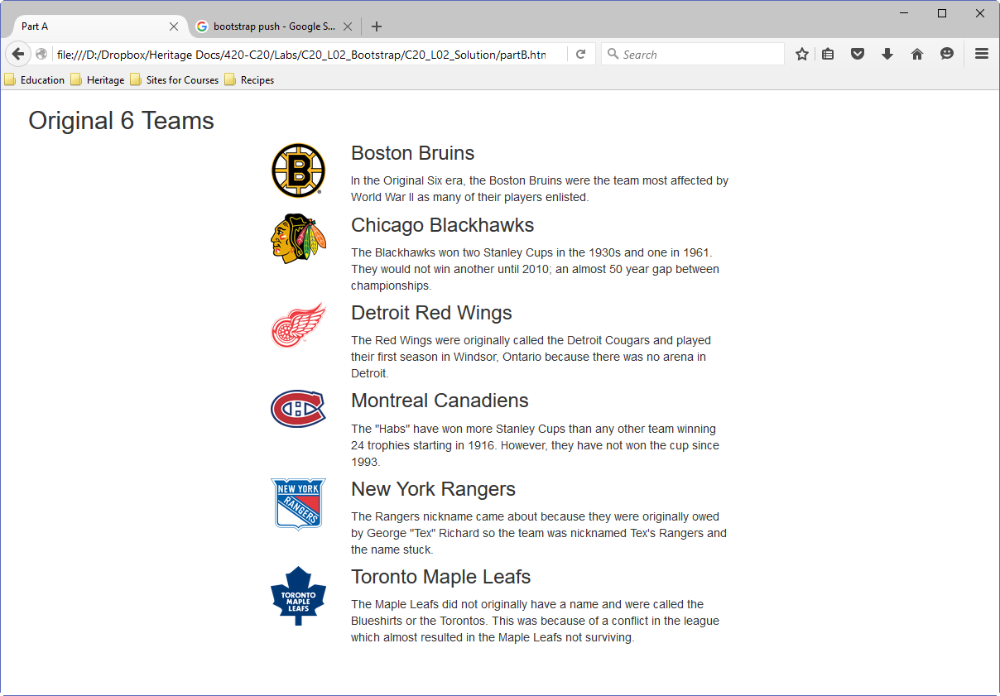 Part A
bootstrap push - Google S...
file:///D:/Dropbox/Heritage Docs/420-C20/Labs/C20_L02_Bootstrap/C20_L02_Solution/partB.htm
Search
Education
Heritage
Sites for Courses
Recipes
Original 6 Teams
B
Boston Bruins
In the Original Six era, the Boston Bruins were the team most affected by
World War II as many of their players enlisted.
Chicago Blackhawks
The Blackhawks won two Stanley Cups in the 1930s and one in 1961.
They would not win another until 2010; an almost 50 year gap between
championships.
Detroit Red Wings
The Red Wings were originally called the Detroit Cougars and played
their first season in Windsor, Ontario because there was no arena in
Detroit.
CH
Montreal Canadiens
The "Habs" have won more Stanley Cups than any other team winning
24 trophies starting in 1916. However, they have not won the cup since
1993.
NEW YORK
RANGERS
New York Rangers
The Rangers nickname came about because they were originally owed
by George "Tex" Richard so the team was nicknamed Tex's Rangers and
the name stuck.
TORONTO
MAPLE
LEAFS
Toronto Maple Leafs
The Maple Leafs did not originally have a name and were called the
Blueshirts or the Torontos. This was because of a conflict in the league
which almost resulted in the Maple Leafs not surviving.